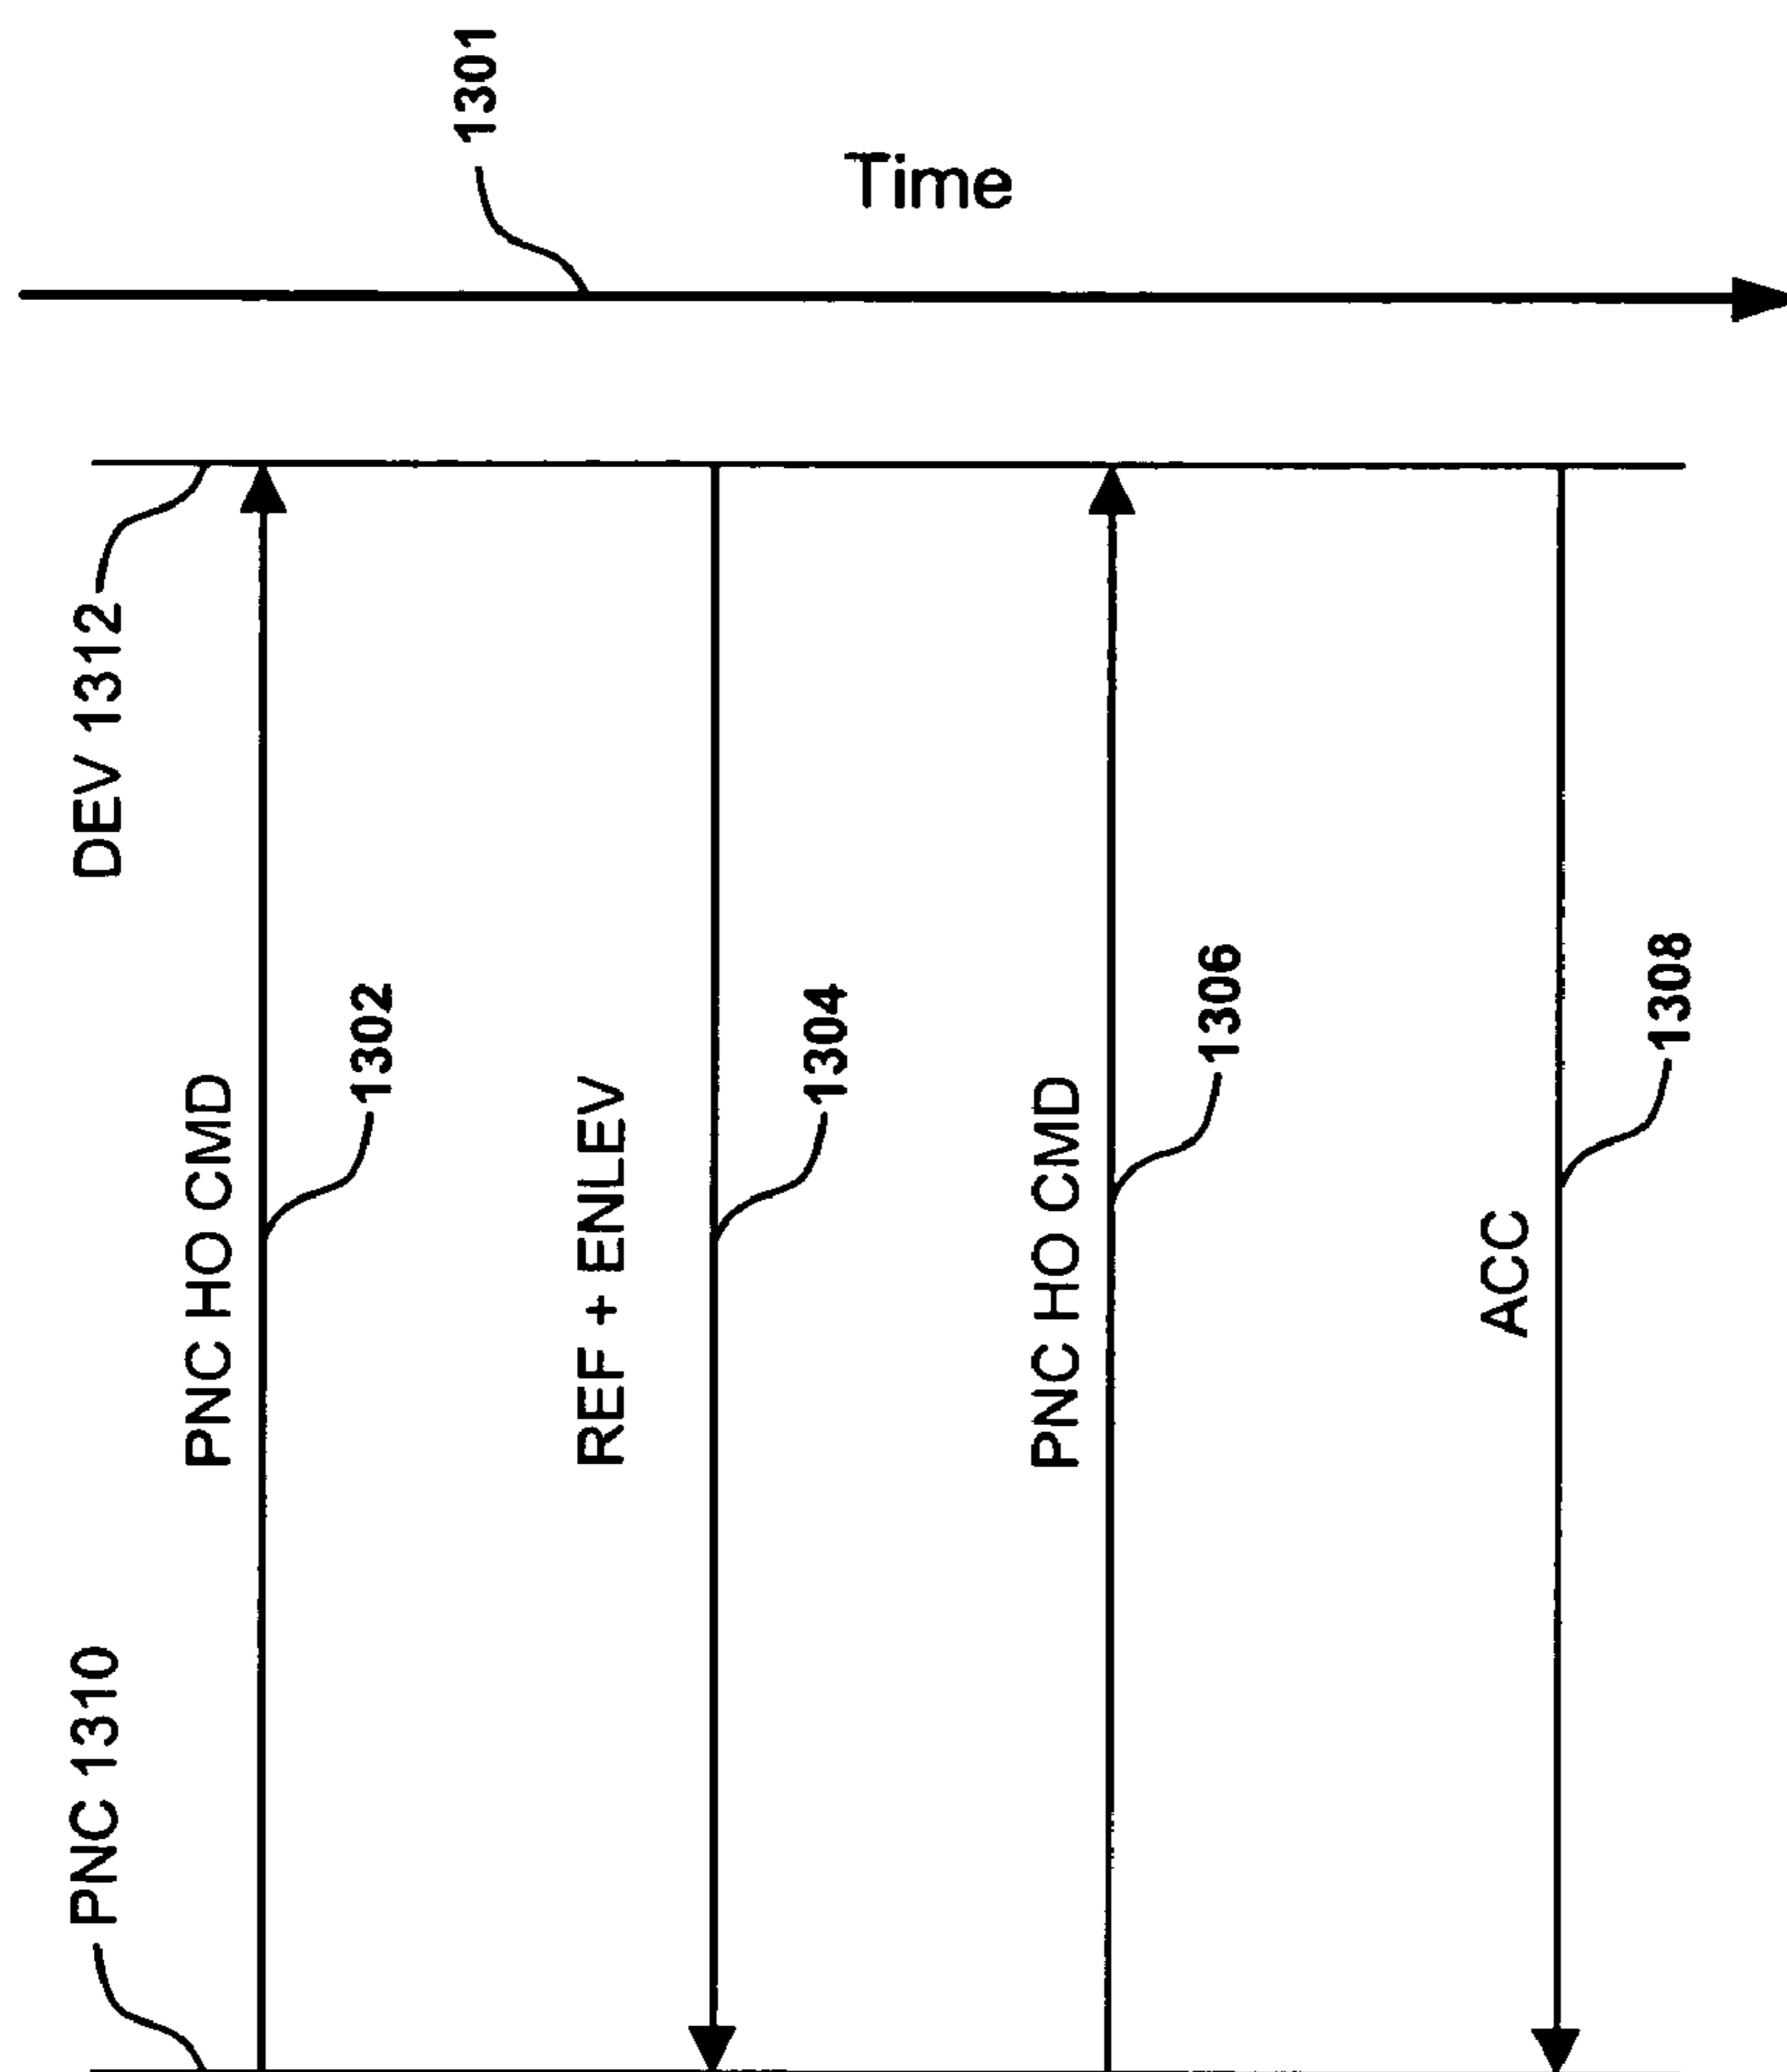 PNC 1310
DEV 1312
PNC HO CMD
1302
REF + ENLEV
1304
PNC HO CMD
1306
ACC
1308
1301
Time